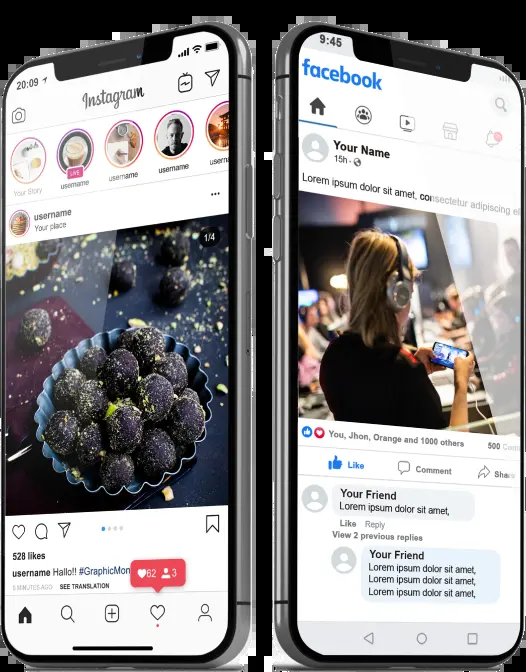 20:09
Instagram
LIVE
Your Story
username
username
username
usern
username
Your place
1/4
528 likes
username Hallo!! #GraphicMon
5 MINUTES AGO SEE TRANSLATION
62 3
9:45
facebook
Your Name
15h
Lorem ipsum dolor sit amet, consectetur adipiscing el
You, Jhon, Orange and 1000 others
500 Com
Like Comment Share
Your Friend
Lorem ipsum dolor sit amet,
Like Reply
View 2 previous replies
Your Friend
Lorem ipsum dolor sit amet,
Lorem ipsum dolor sit amet,
Lorem ipsum dolor sit amet,